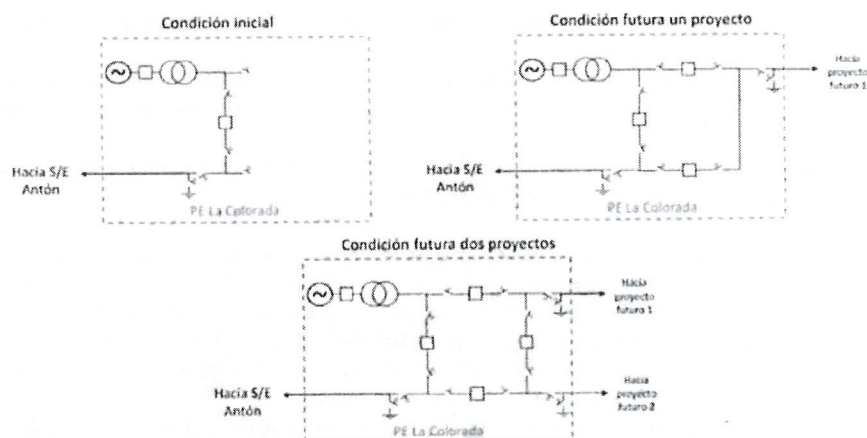 Condición inicial
Hacia S/E
Antón
PE La Colorada
Condición futura un proyecto
Hacia
proyecto
futuro 1
Hacia S/E
Antón
PE La Colorada
Condición futura dos proyectos
Hacia
proyecto
futuro 1
Hacia S/E
Antón
Hacia
proyecto
futuro 2
PE La Colorada